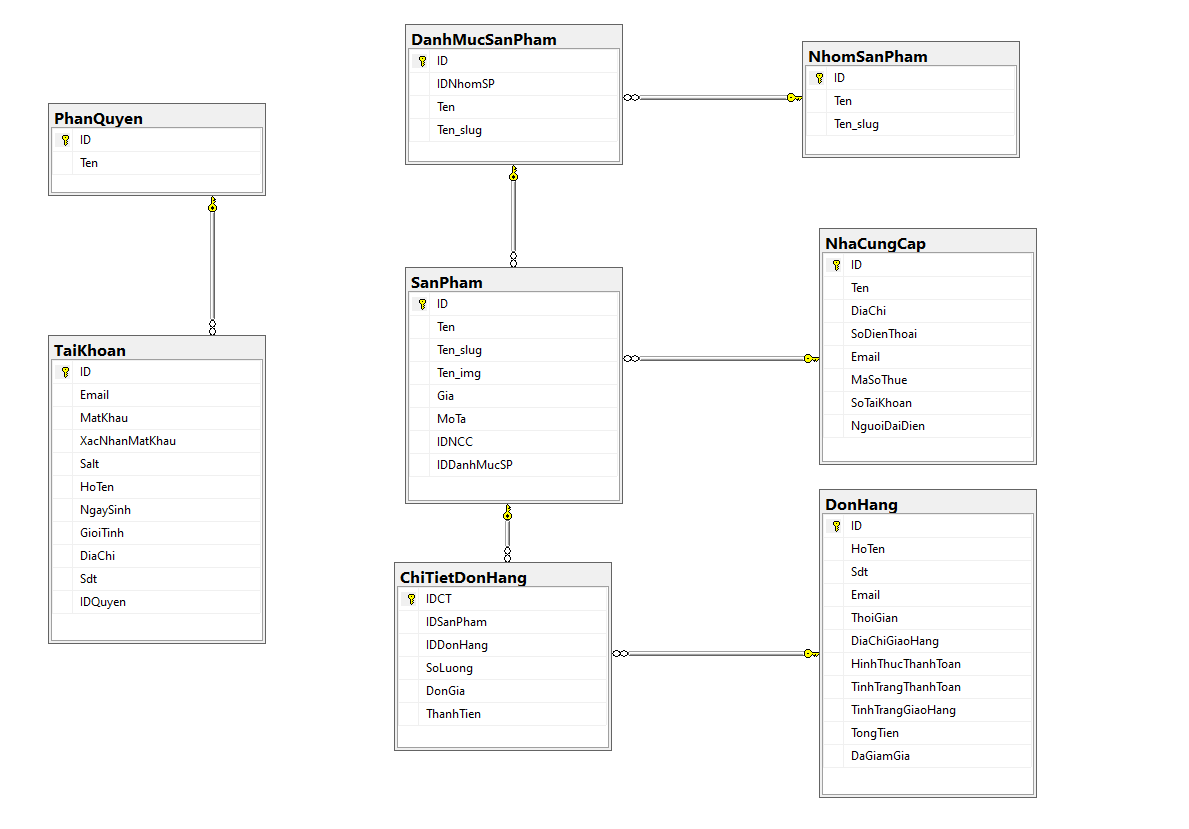 PhanQuyen
ID
Ten
TaiKhoan
ID
Email
MatKhau
XacNhanMatKhau
Salt
HoTen
NgaySinh
GioiTinh
DiaChi
Sdt
IDQuyen
DanhMucSanPham
ID
IDNhomSP
Ten
Ten_slug
SanPham
ID
Ten
Ten_slug
Ten_img
Gia
MoTa
IDNCC
IDDanhMucSP
ChiTietDonHang
IDCT
IDSanPham
IDDonHang
SoLuong
DonGia
ThanhTien
NhomSanPham
ID
Ten
Ten_slug
NhaCungCap
ID
Ten
DiaChi
SoDienThoai
Email
MaSoThue
SoTaiKhoan
NguoiDaiDien
DonHang
ID
HoTen
Sdt
Email
ThoiGian
DiaChiGiaoHang
HinhThucThanhToan
TinhTrangThanhToan
TinhTrangGiaoHang
TongTien
DaGiamGia